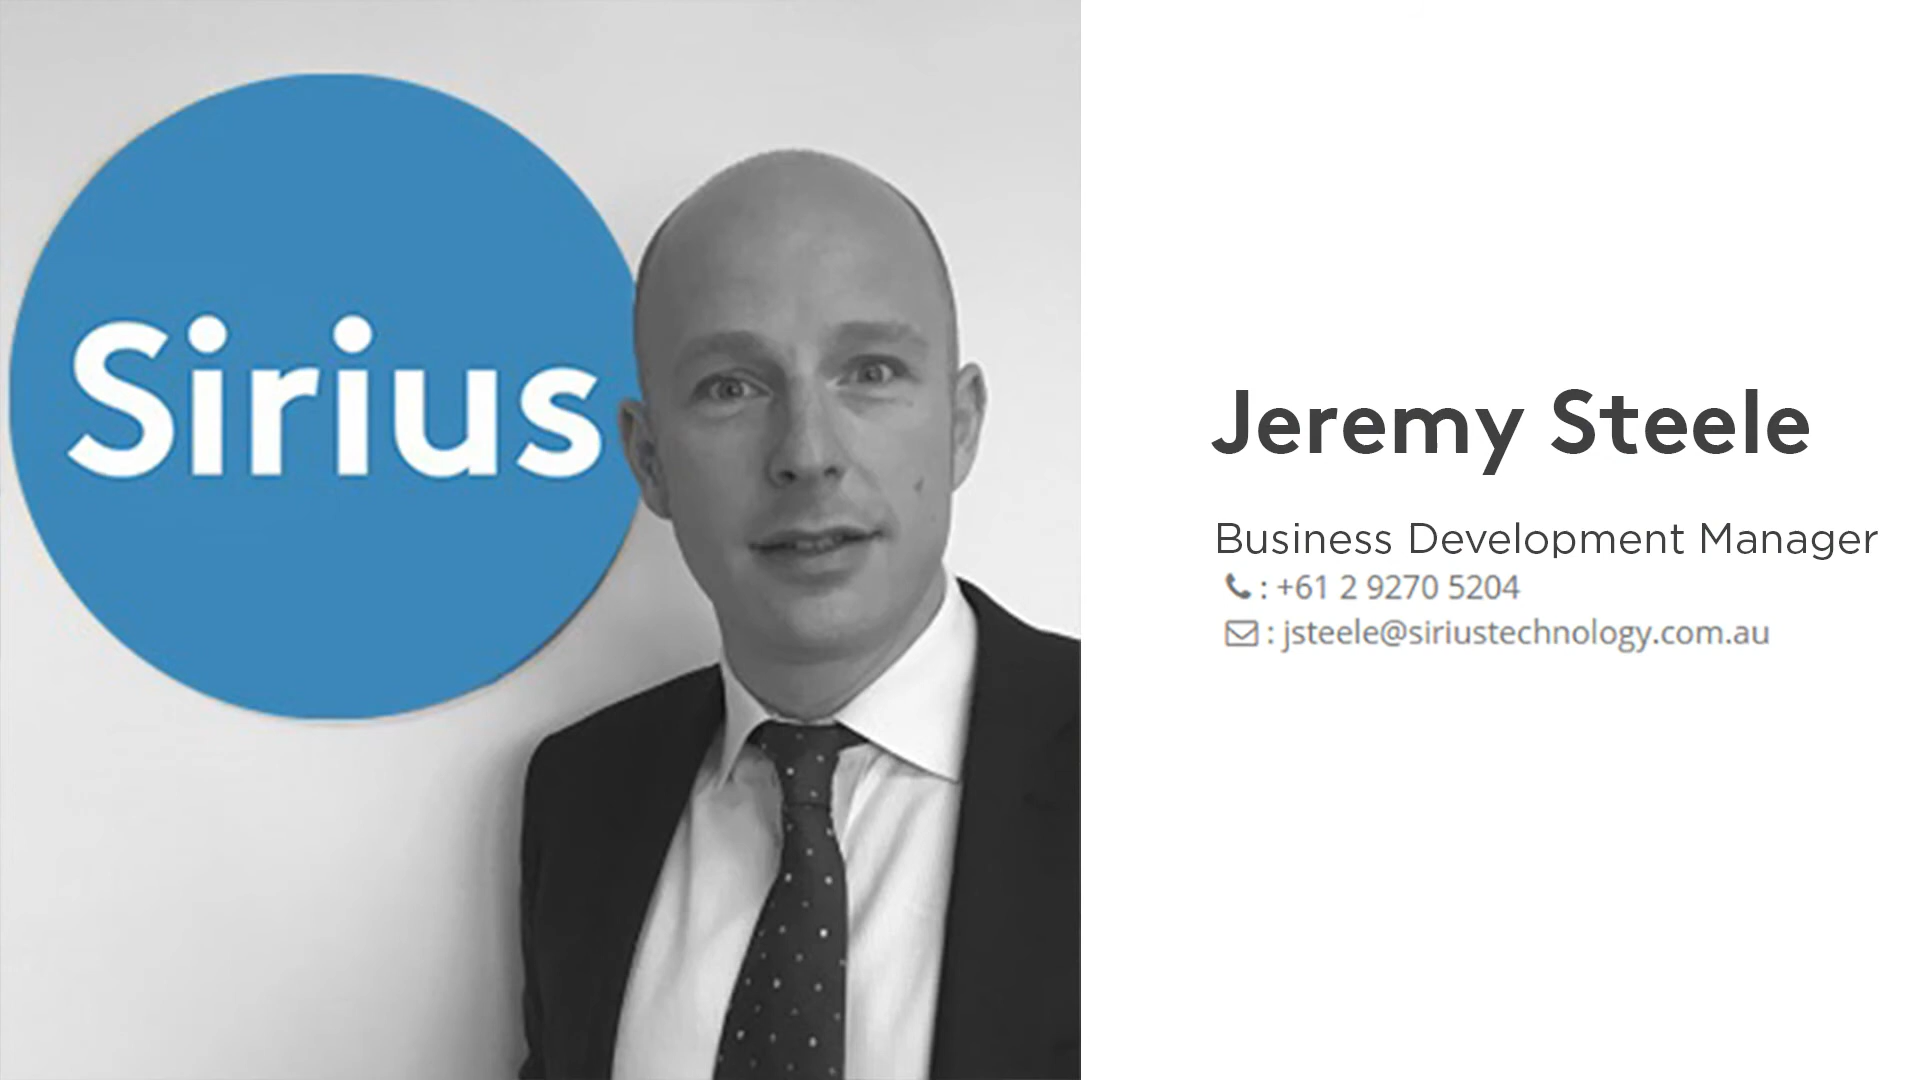 Sirius
Jeremy Steele
Business Development Manager
: +61 2 9270 5204
: jsteele@siriustechnology.com.au